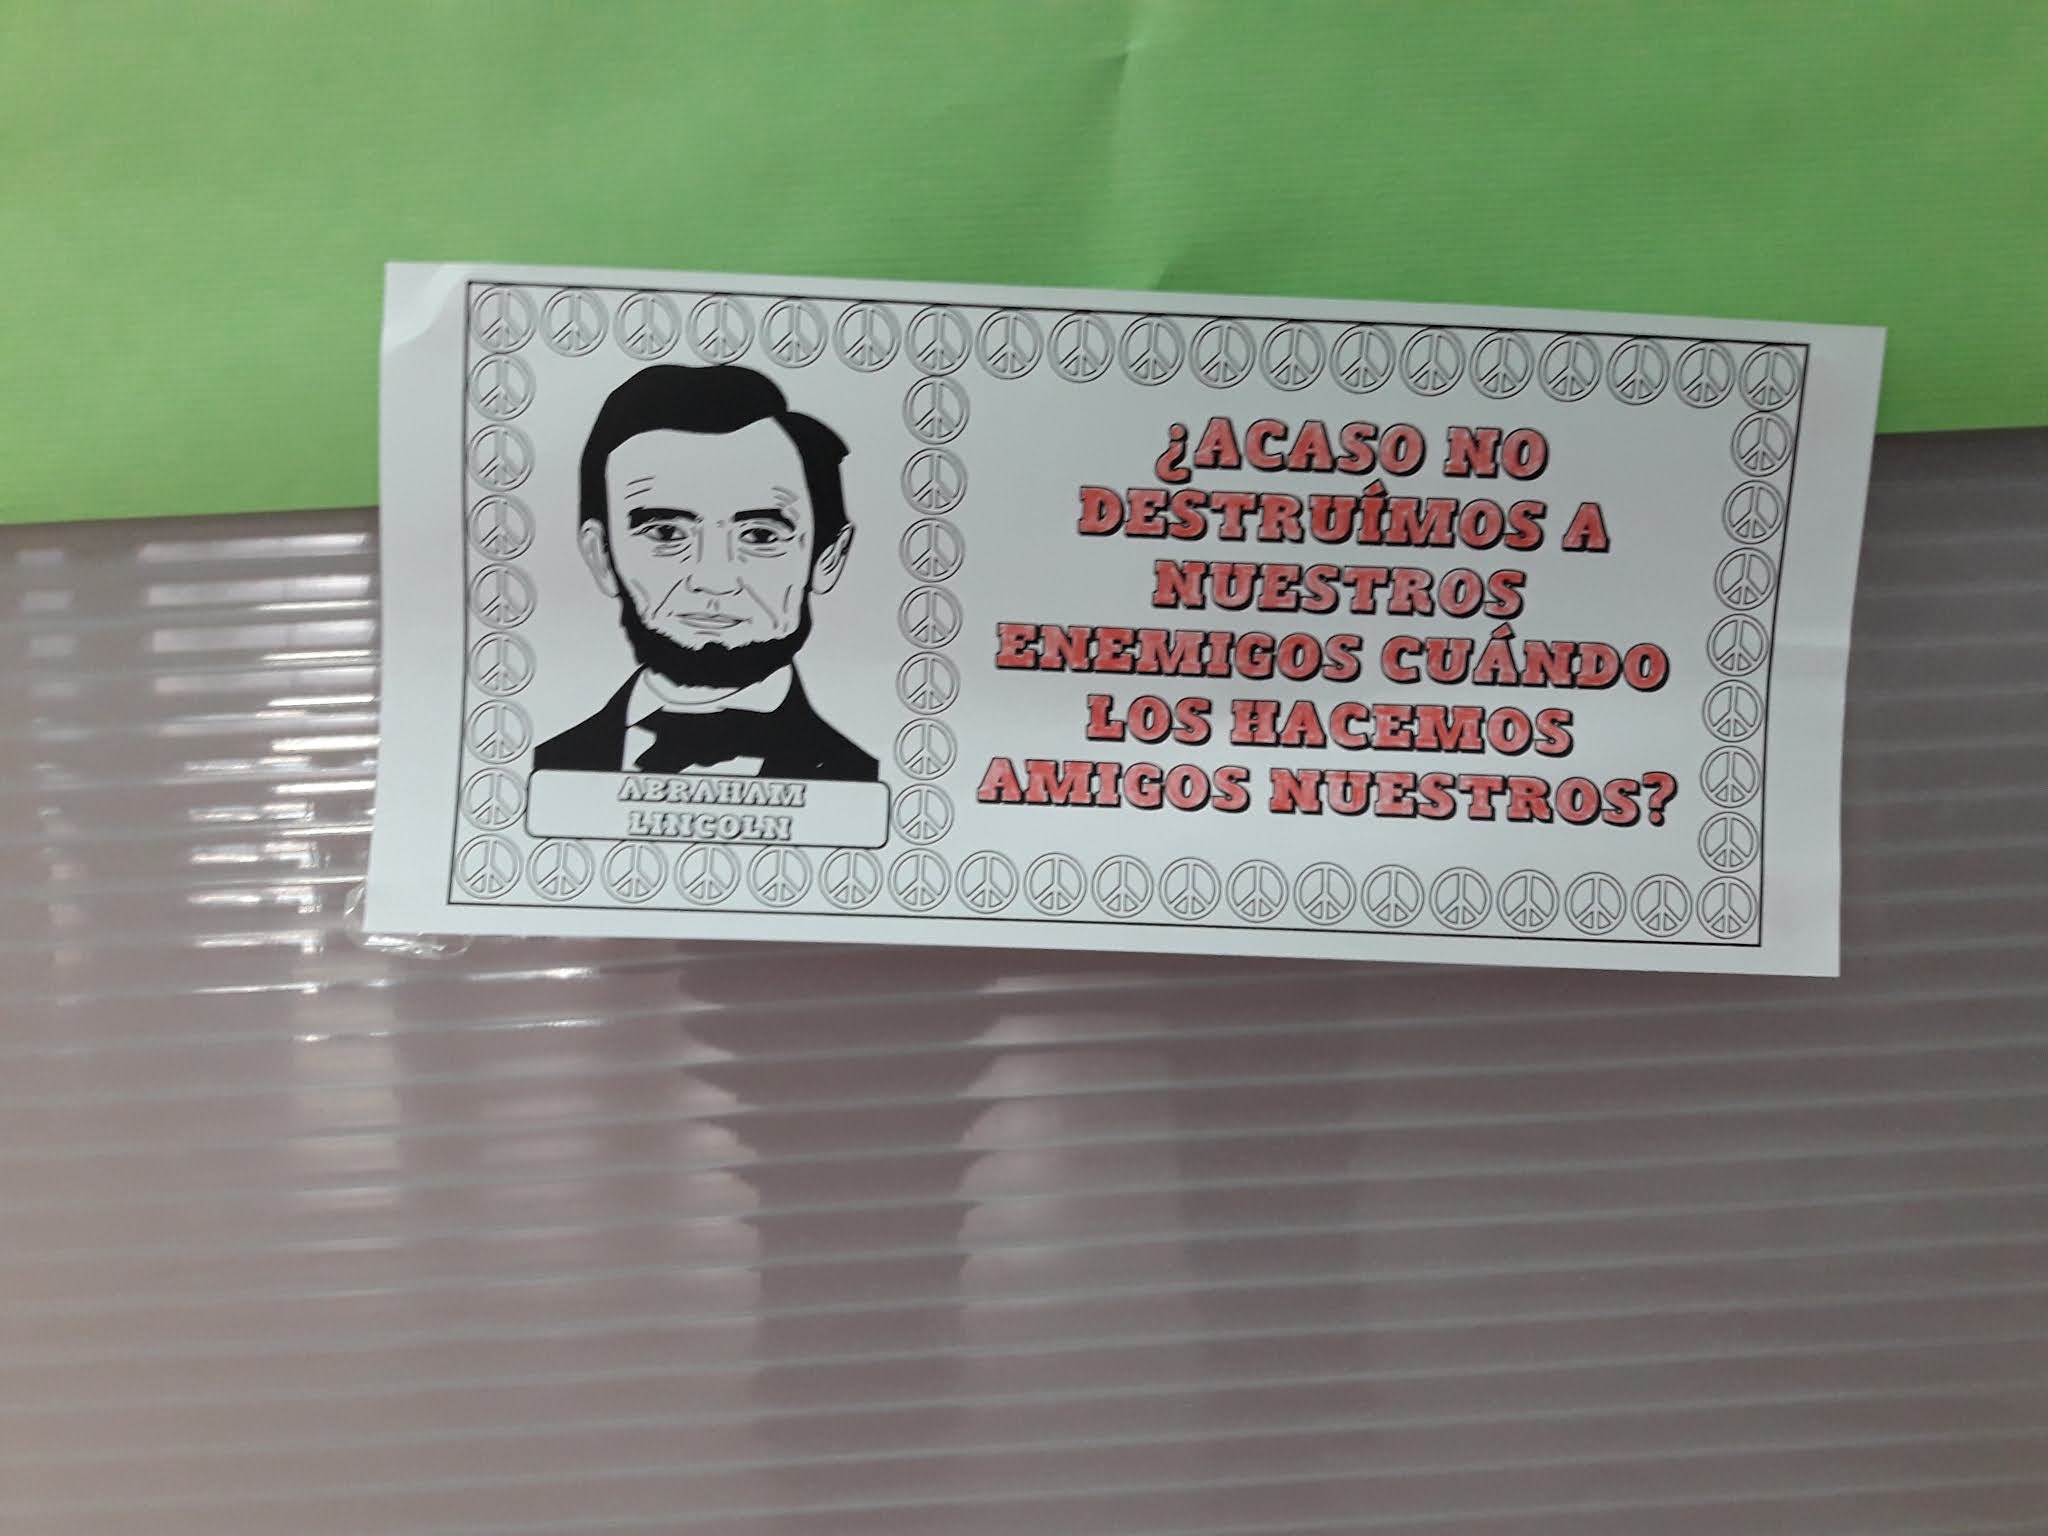 ABRAHAM
LINCOLN
¿ACASO NO
DESTRUÍMOS A
NUESTROS
ENEMIGOS CUÁNDO
LOS HACEMOS
AMIGOS NUESTROS?